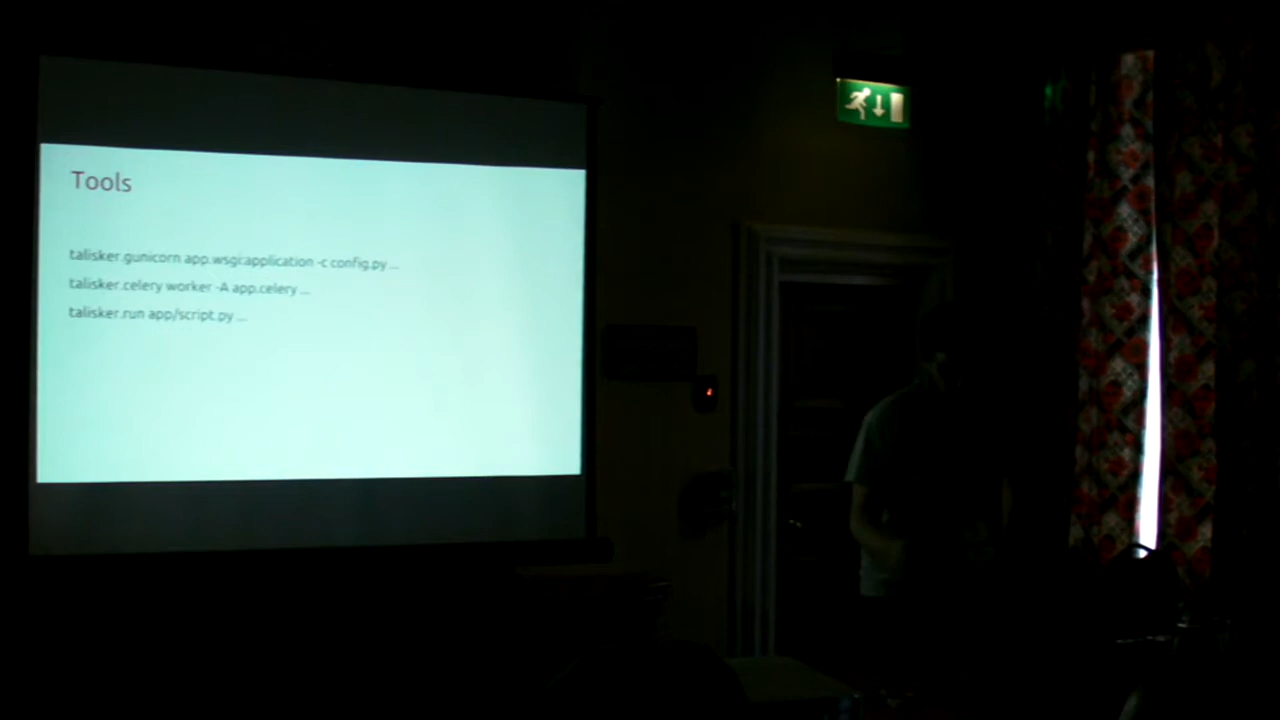 Tools
talisker.gunicorn app.wsgi:application -c config.py ...
talisker.celery worker -A app.celery ...
talisker.run app/script.py ...